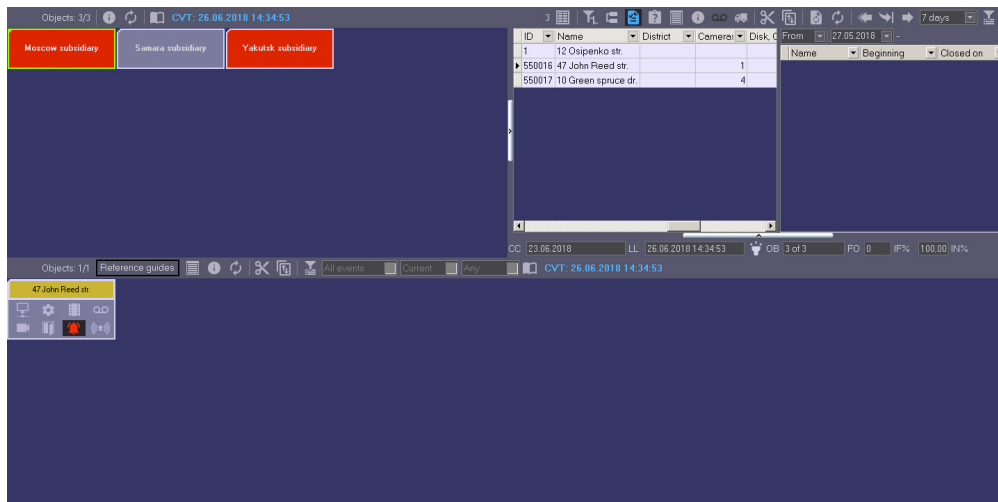 Objects: 3/3 CVT: 26.06.2018 14:34:53
Moscow subsidiary Samara subsidiary Yakutsk subsidiary
3 7 days
ID Name District Cameras Disk,
1 12 Osipenko str.
550016 47 John Reed str. 1
550017 10 Green spruce dr. 4
From 27.05.2018 -
Name Beginning Closed on
CC 23.06.2018 LL 26.06.2018 14:34:53 OB 3 of 3 FO 0 IF% 100,00 IN%
Objects: 1/1 Reference guides All events Current Any CVT: 26.06.2018 14:34:53
47 John Reed str.